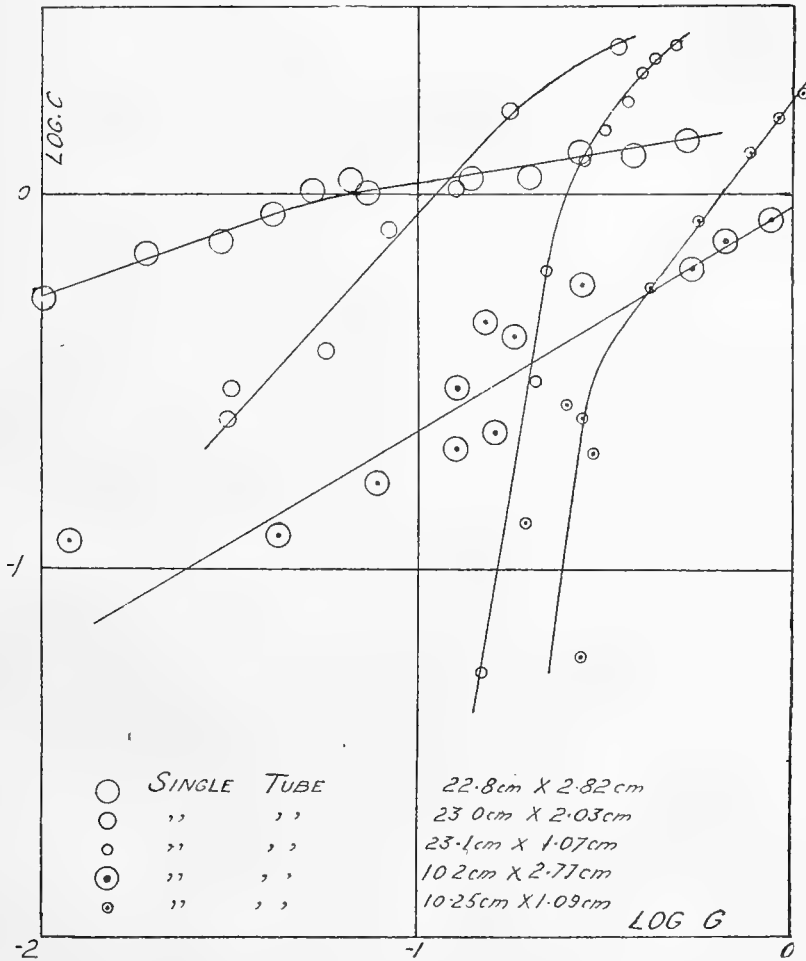 LOG. C
0
-1
SINGLE TUBE 22.8cm X 2.82cm
,, ,, 23 0cm X 2.03cm
,, ,, 23.1cm X 1.07cm
,, ,, 10.2cm X 2.77cm
,, ,, 10.25cm X 1.09cm
LOG G
-2 -1 0